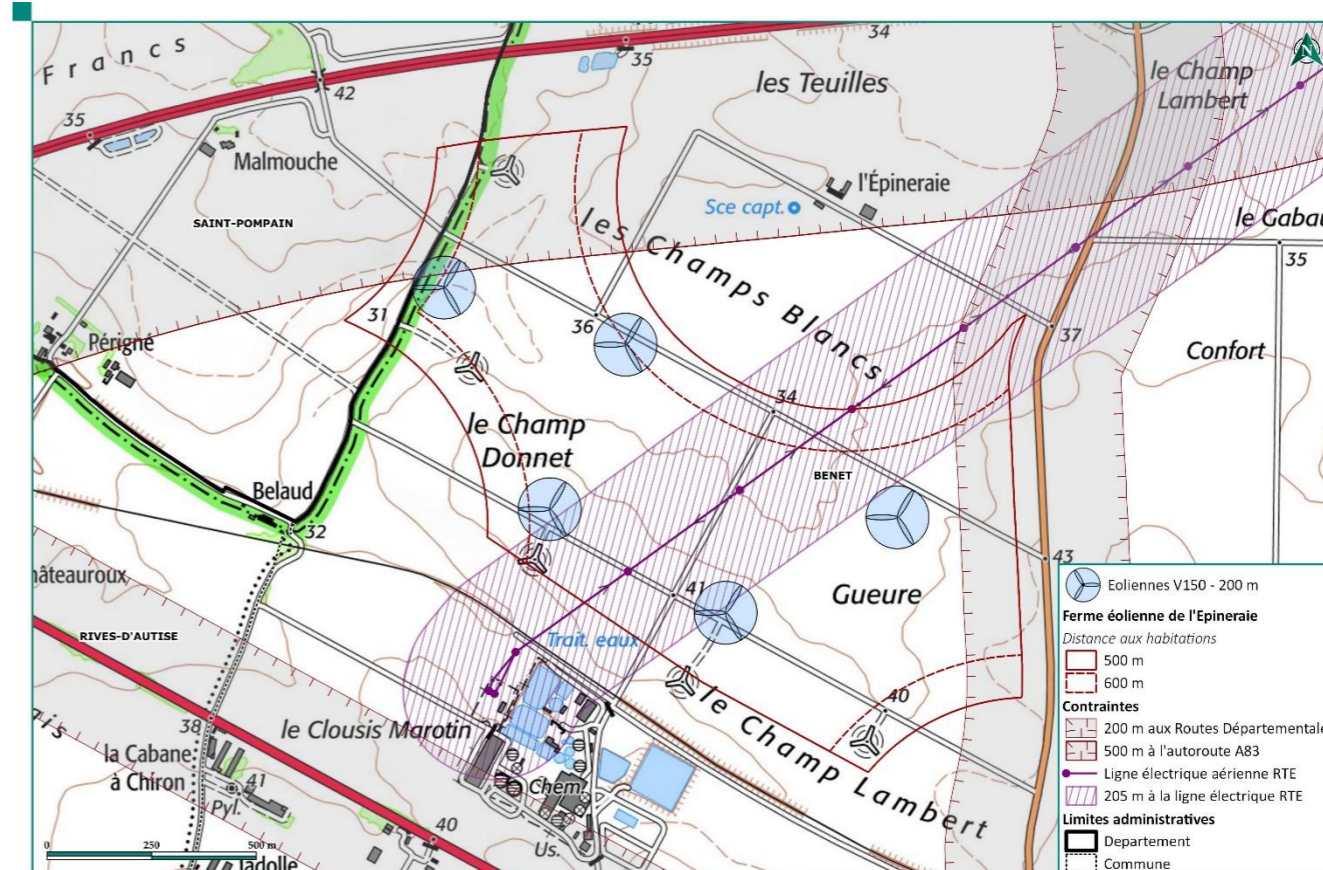 Francs
34
35
N
les Teuilles
le Champ
Lambert
42
35
Malmouche
l'Épineraie
Sce capt.
SAINT-POMPAIN
les Champs Blancs
le Gabau
35
31
36
37
Périgné
Confort
34
le Champ
Donnet
BENET
Belaud
32
43
hâteauroux
41
Gueure
RIVES-D'AUTISE
Trait. eaux
ais
38
le Clousis Marotin
le Champ Lambert
40
la Cabane
à Chiron
41
Pyl.
Chem.
40
Us.
Jadolle
0
250
500 m
Eoliennes V150 - 200 m
Ferme éolienne de l'Epineraie
Distance aux habitations
500 m
600 m
Contraintes
200 m aux Routes Départementale
500 m à l'autoroute A83
Ligne électrique aérienne RTE
205 m à la ligne électrique RTE
Limites administratives
Departement
Commune